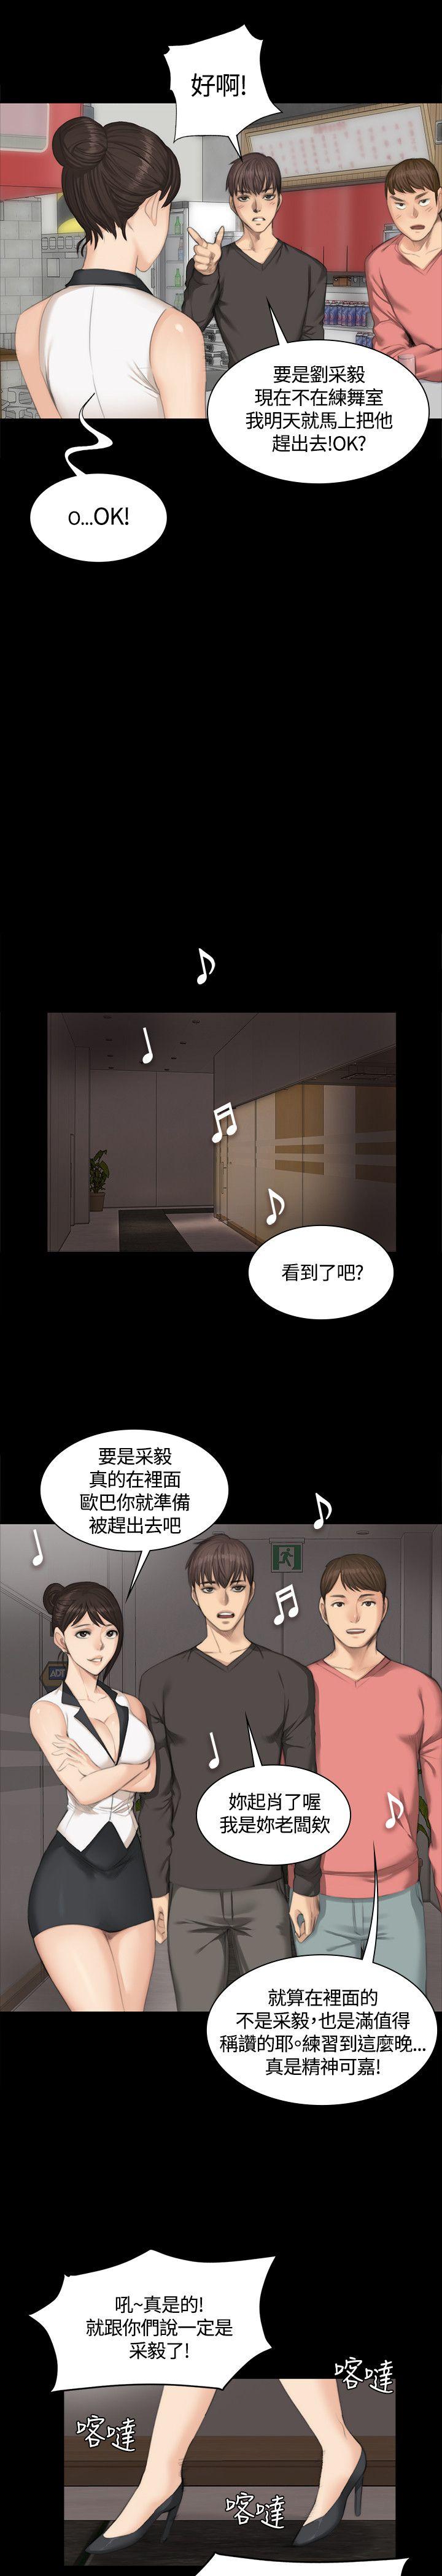 好啊!
要是劉采毅
現在不在練舞室
我明天就馬上把他
趕出去!OK?
O...OK!
看到了吧?
要是采毅
真的在裡面
歐巴你就準備
被趕出去吧
ADT
妳起肖了喔
我是妳老闆欸
就算在裡面的
不是采毅,也是滿值得
稱讚的耶。練習到這麼晚...
真是精神可嘉!
吼~真是的!
就跟你們說一定是
采毅了!
喀噠
喀噠
喀噠